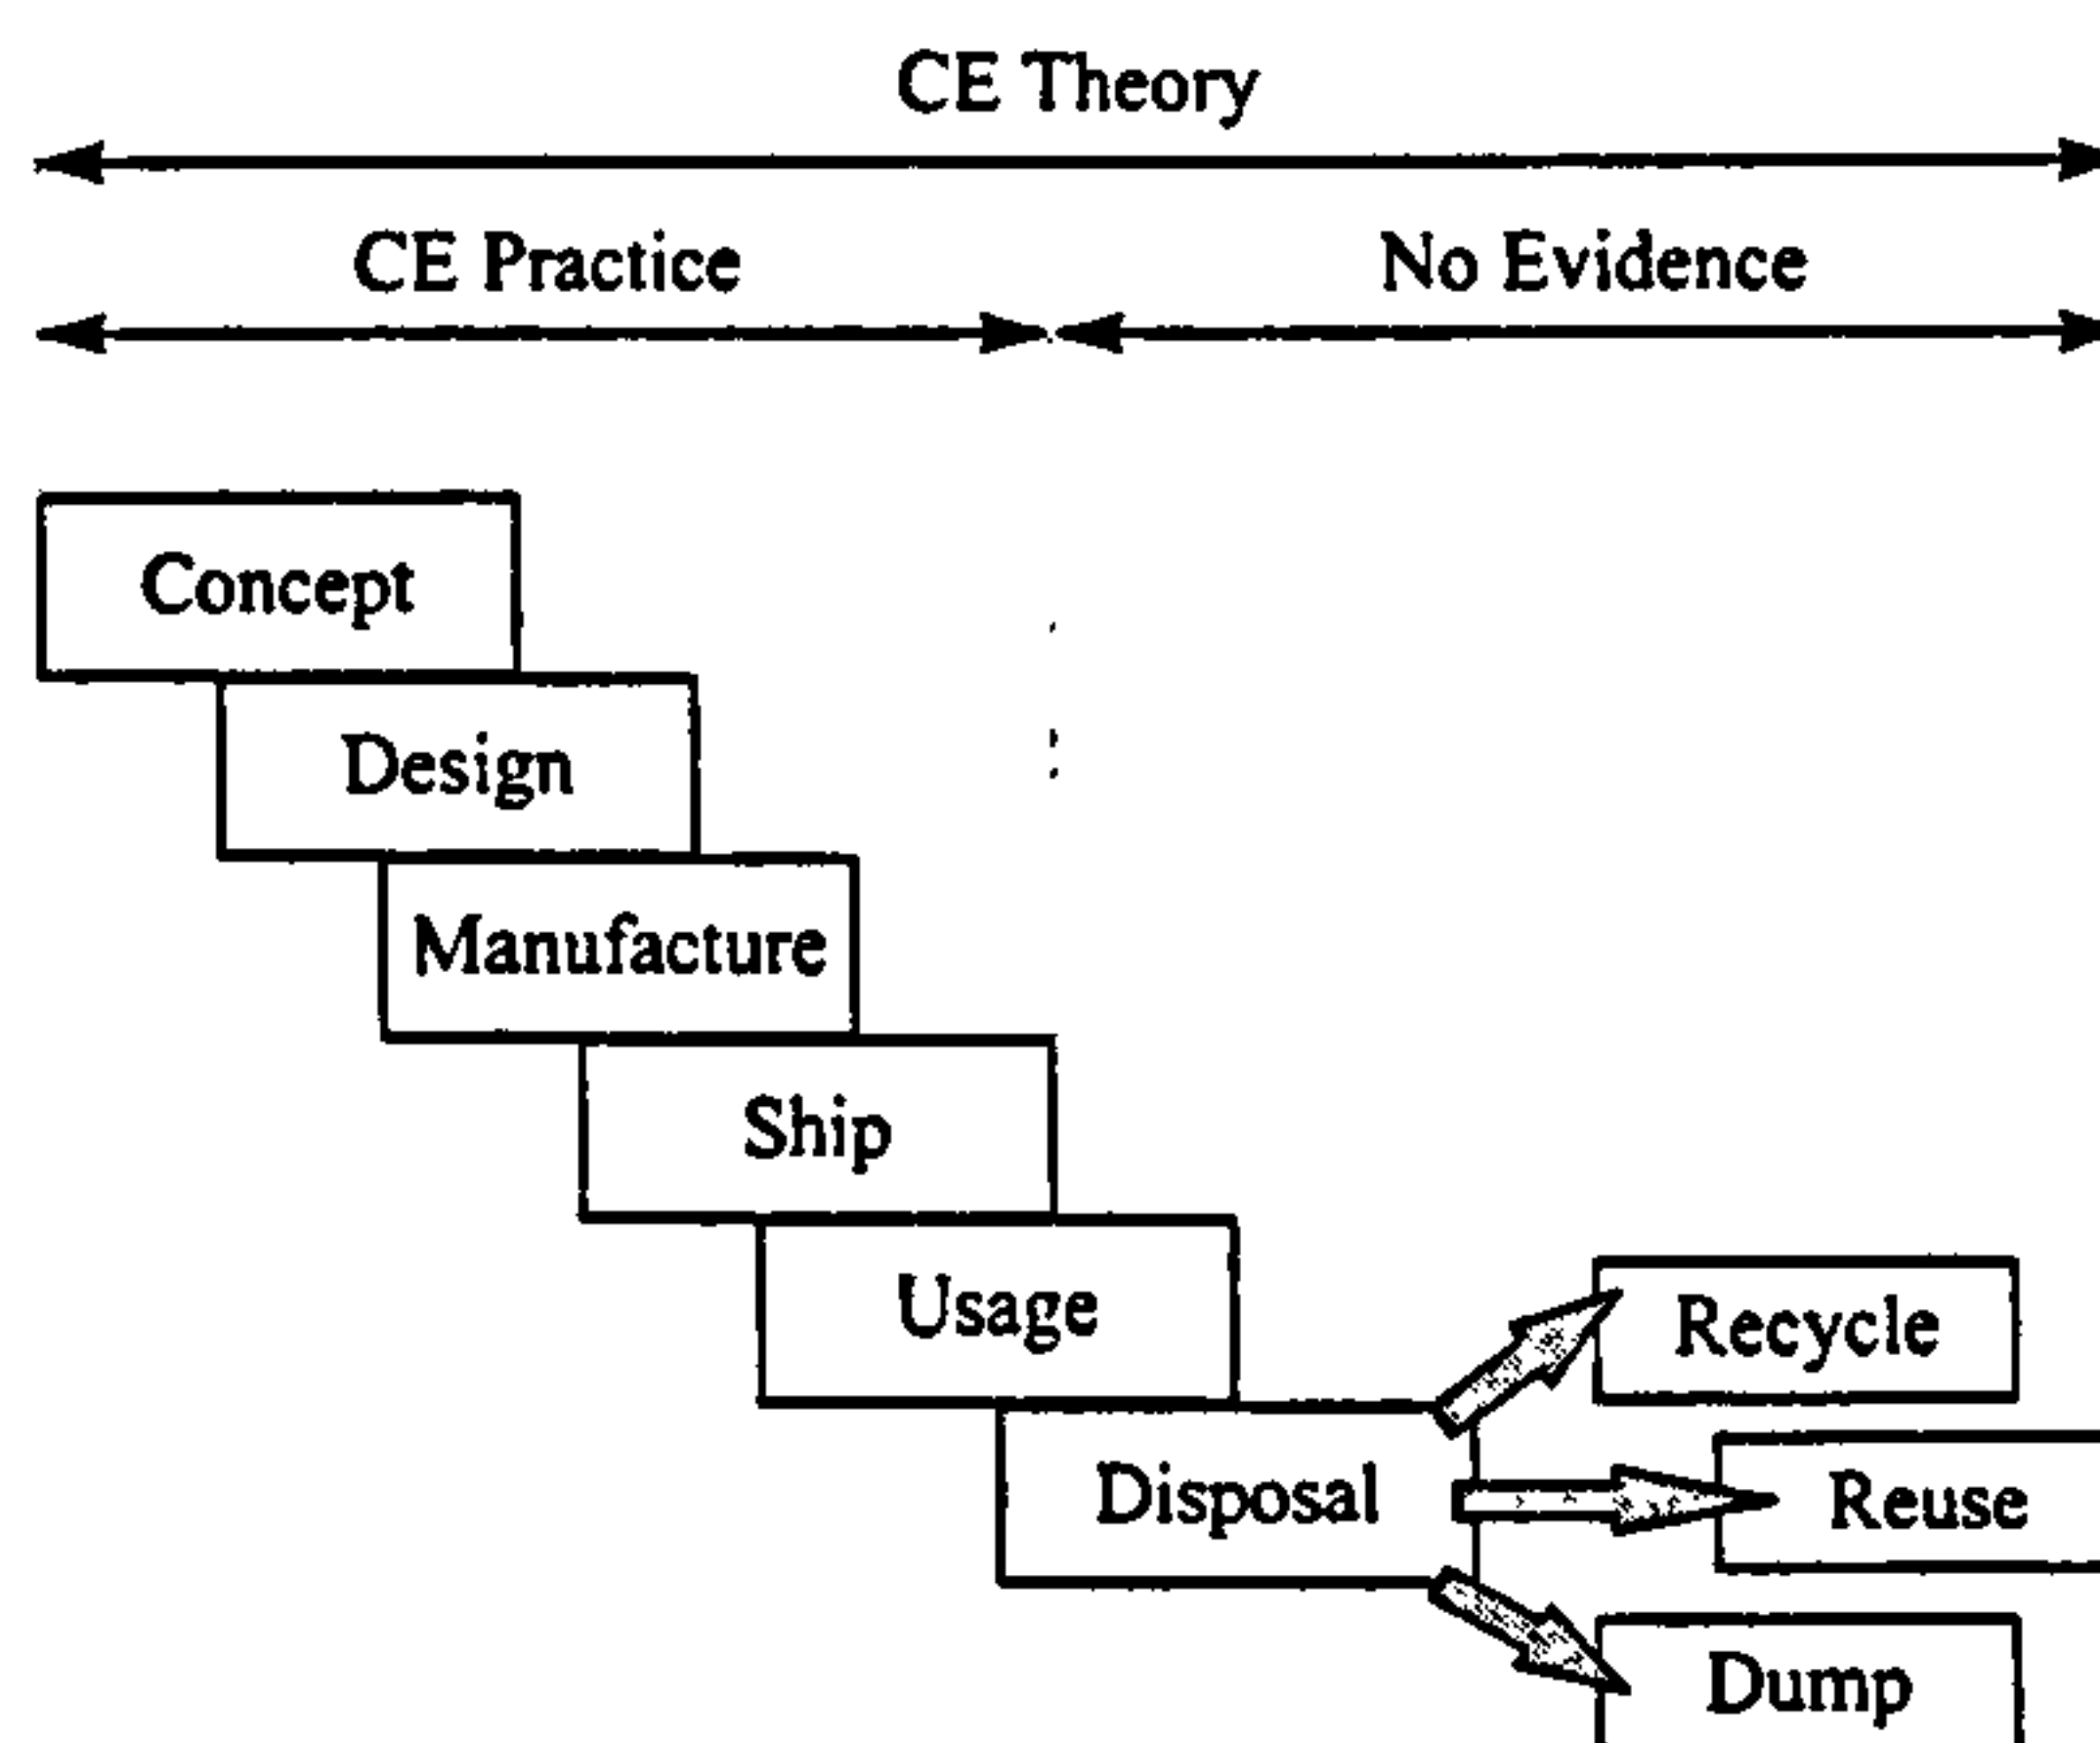 CE Theory
CE Practice
No Evidence
Concept
Design
Manufacture
Ship
Usage
Recycle
Disposal
Reuse
Dump